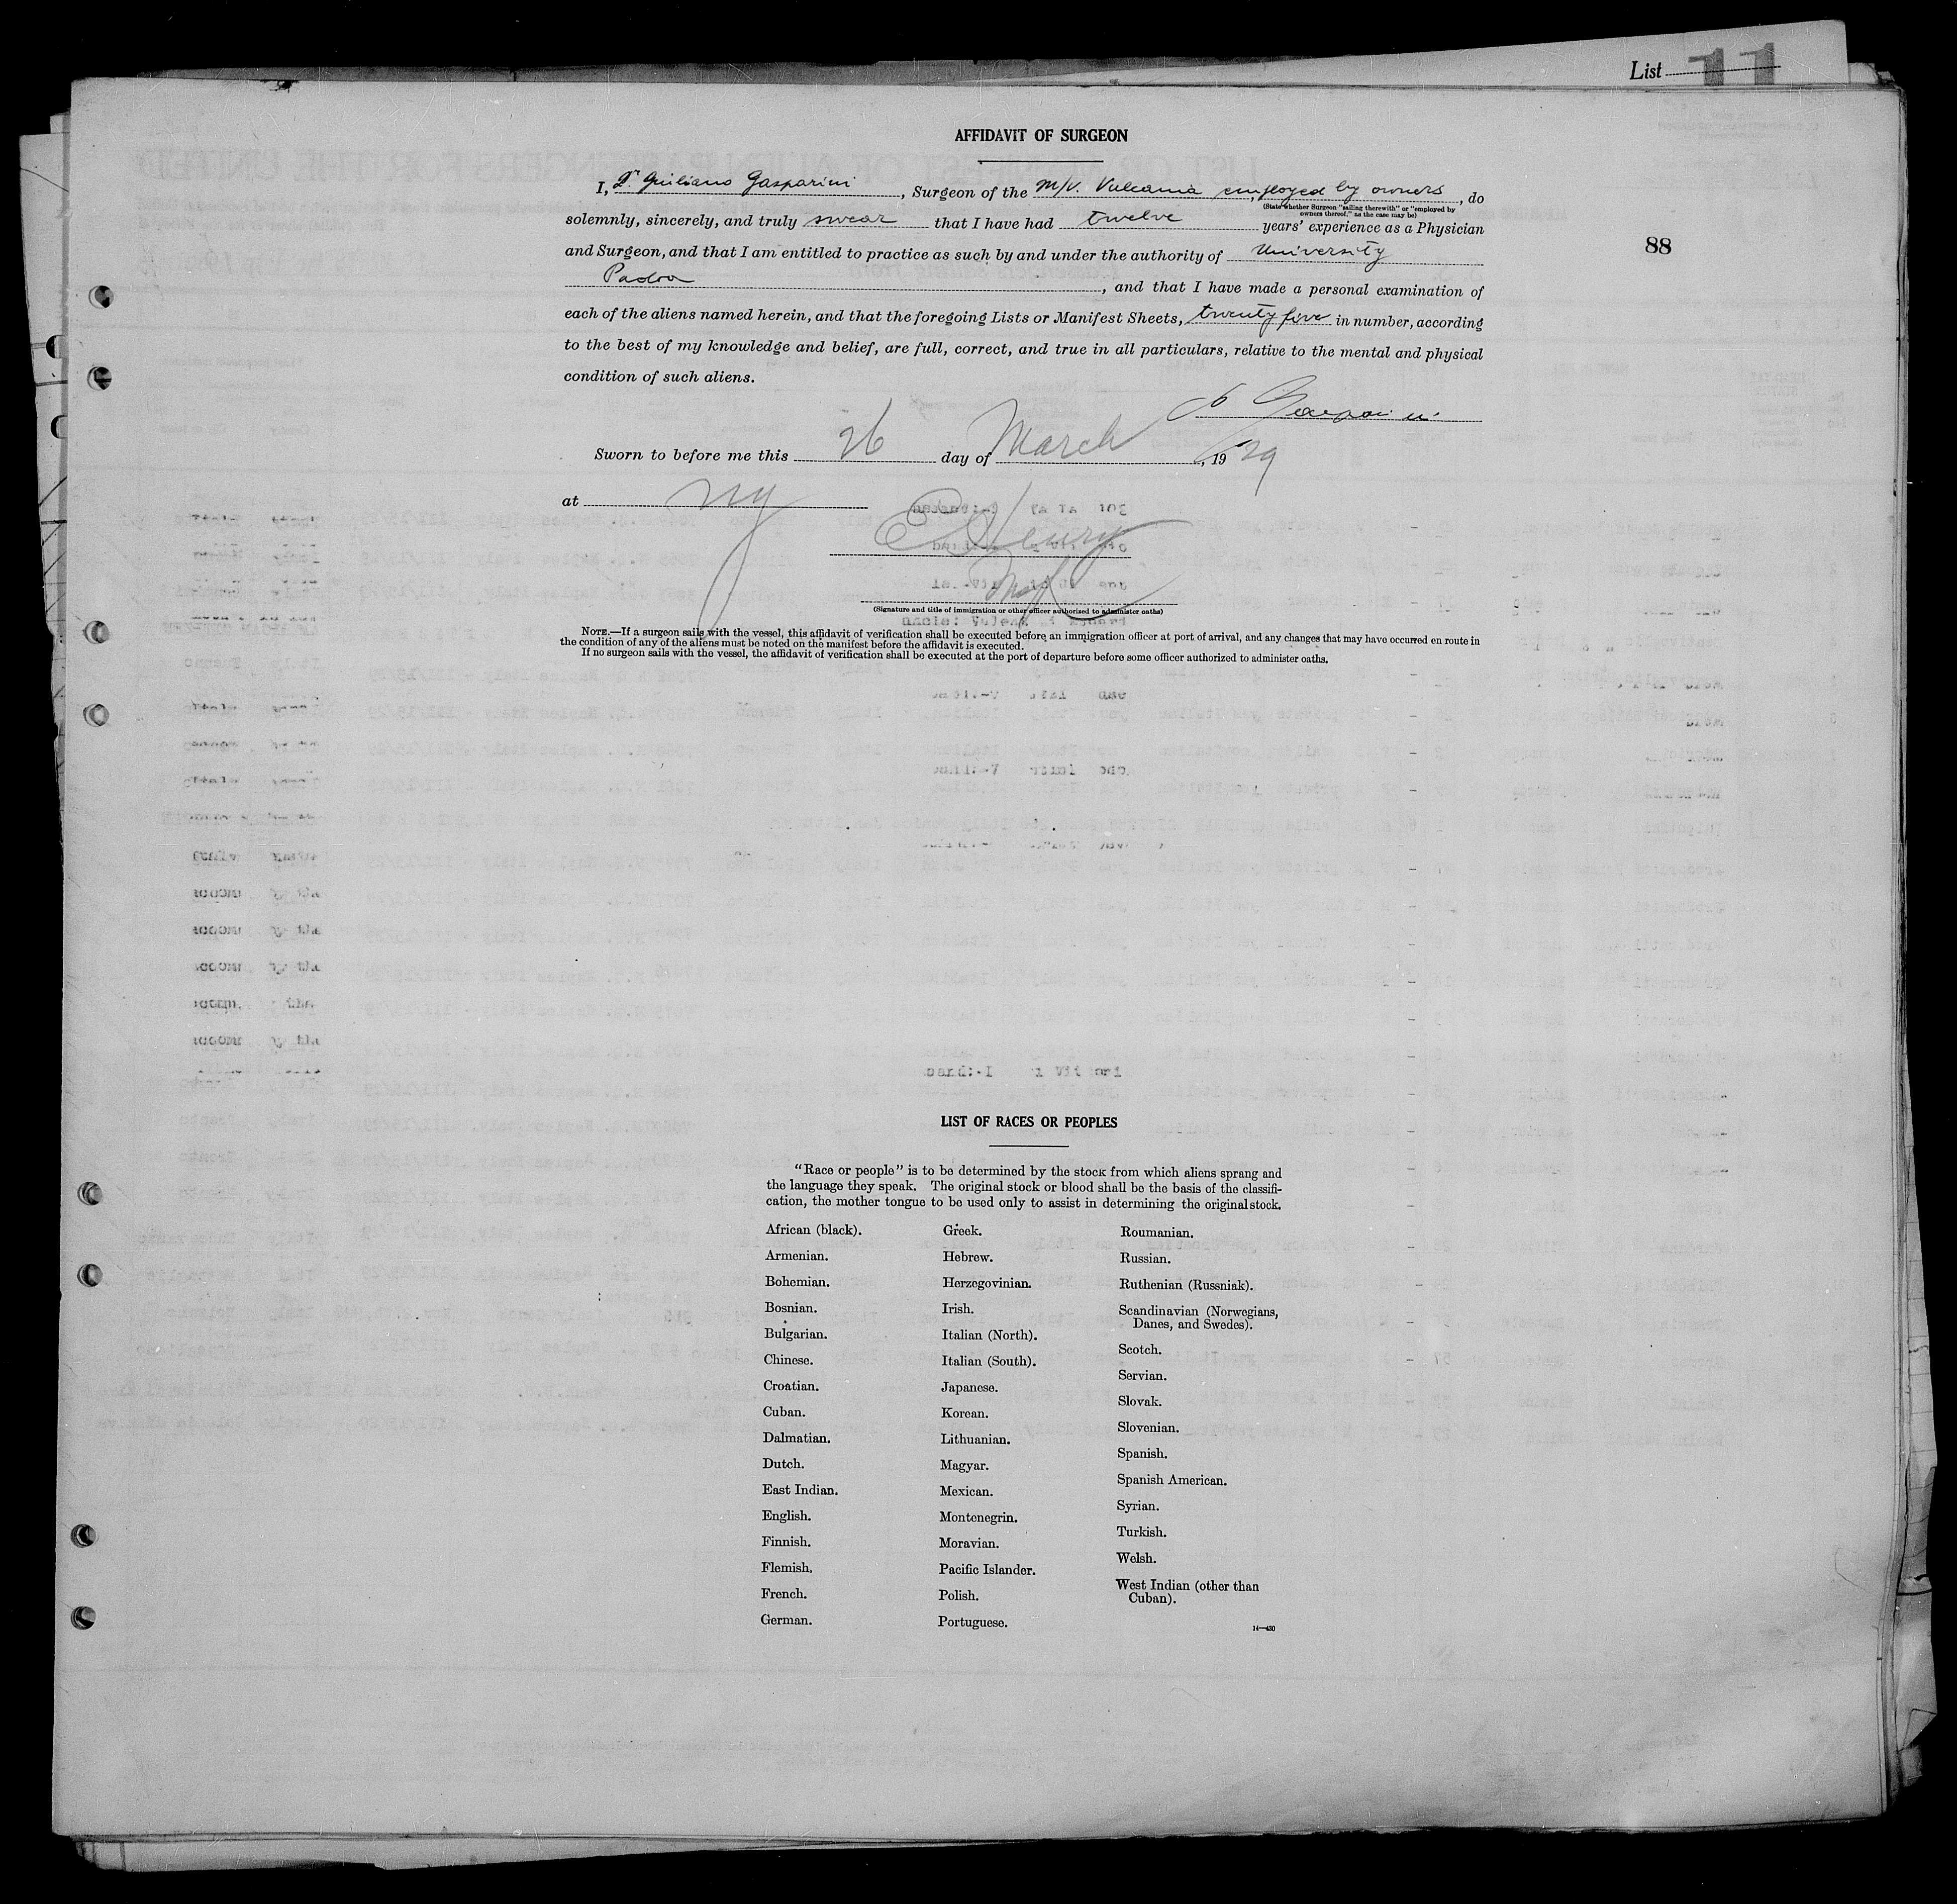 List 11
AFFIDAVIT OF SURGEON
I, Dr Giuliano Gasparini, Surgeon of the M/V. Vulcania, employed by owners, do
(State whether Surgeon "sailing therewith" or "employed by
owners thereof," as the case may be)
solemnly, sincerely, and truly swear that I have had twelve years' experience as a Physician
88
and Surgeon, and that I am entitled to practice as such by and under the authority of University
Padova, and that I have made a personal examination of
each of the aliens named herein, and that the foregoing Lists or Manifest Sheets, twenty five in number, according
to the best of my knowledge and belief, are full, correct, and true in all particulars, relative to the mental and physical
condition of such aliens.
Gasparini
Sworn to before me this 26 day of March, 1929
at NY
Henry
(Signature and title of immigration or other officer authorized to administer oaths)
NOTE.—If a surgeon sails with the vessel, this affidavit of verification shall be executed before an immigration officer at port of arrival, and any changes that may have occurred en route in
the condition of any of the aliens must be noted on the manifest before the affidavit is executed.
If no surgeon sails with the vessel, the affidavit of verification shall be executed at the port of departure before some officer authorized to administer oaths.
LIST OF RACES OR PEOPLES
"Race or people" is to be determined by the stock from which aliens sprang and
the language they speak. The original stock or blood shall be the basis of the classifi-
cation, the mother tongue to be used only to assist in determining the original stock.
African (black).
Armenian.
Bohemian.
Bosnian.
Bulgarian.
Chinese.
Croatian.
Cuban.
Dalmatian.
Dutch.
East Indian.
English.
Finnish.
Flemish.
French.
German.
Greek.
Hebrew.
Herzegovinian.
Irish.
Italian (North).
Italian (South).
Japanese.
Korean.
Lithuanian.
Magyar.
Mexican.
Montenegrin.
Moravian.
Pacific Islander.
Polish.
Portuguese.
Roumanian.
Russian.
Ruthenian (Russniak).
Scandinavian (Norwegians,
Danes, and Swedes).
Scotch.
Servian.
Slovak.
Slovenian.
Spanish.
Spanish American.
Syrian.
Turkish.
Welsh.
West Indian (other than
Cuban).
14—430